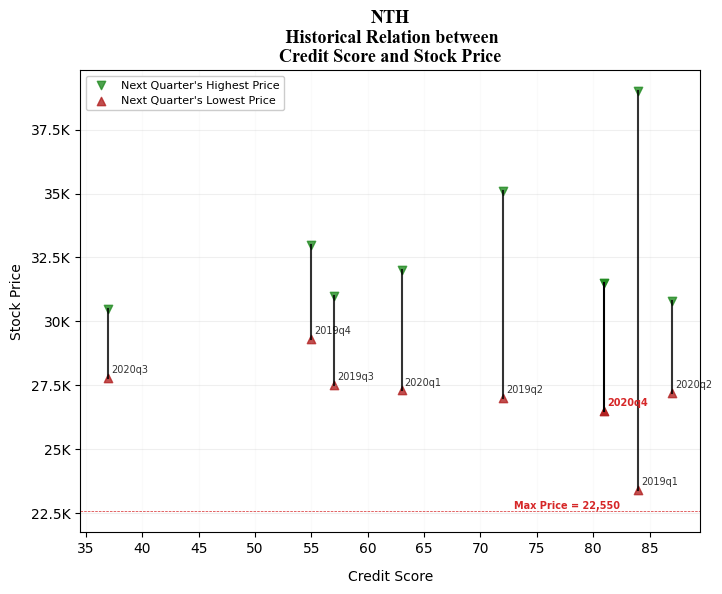 NTH
Historical Relation between
Credit Score and Stock Price
Next Quarter's Highest Price
Next Quarter's Lowest Price
37.5K
35K
32.5K
30K
27.5K
25K
22.5K
Stock Price
2020q3
2019q4
2019q3
2020q1
2019q2
2020q4
2019q1
2020q2
Max Price = 22,550
35 40 45 50 55 60 65 70 75 80 85
Credit Score